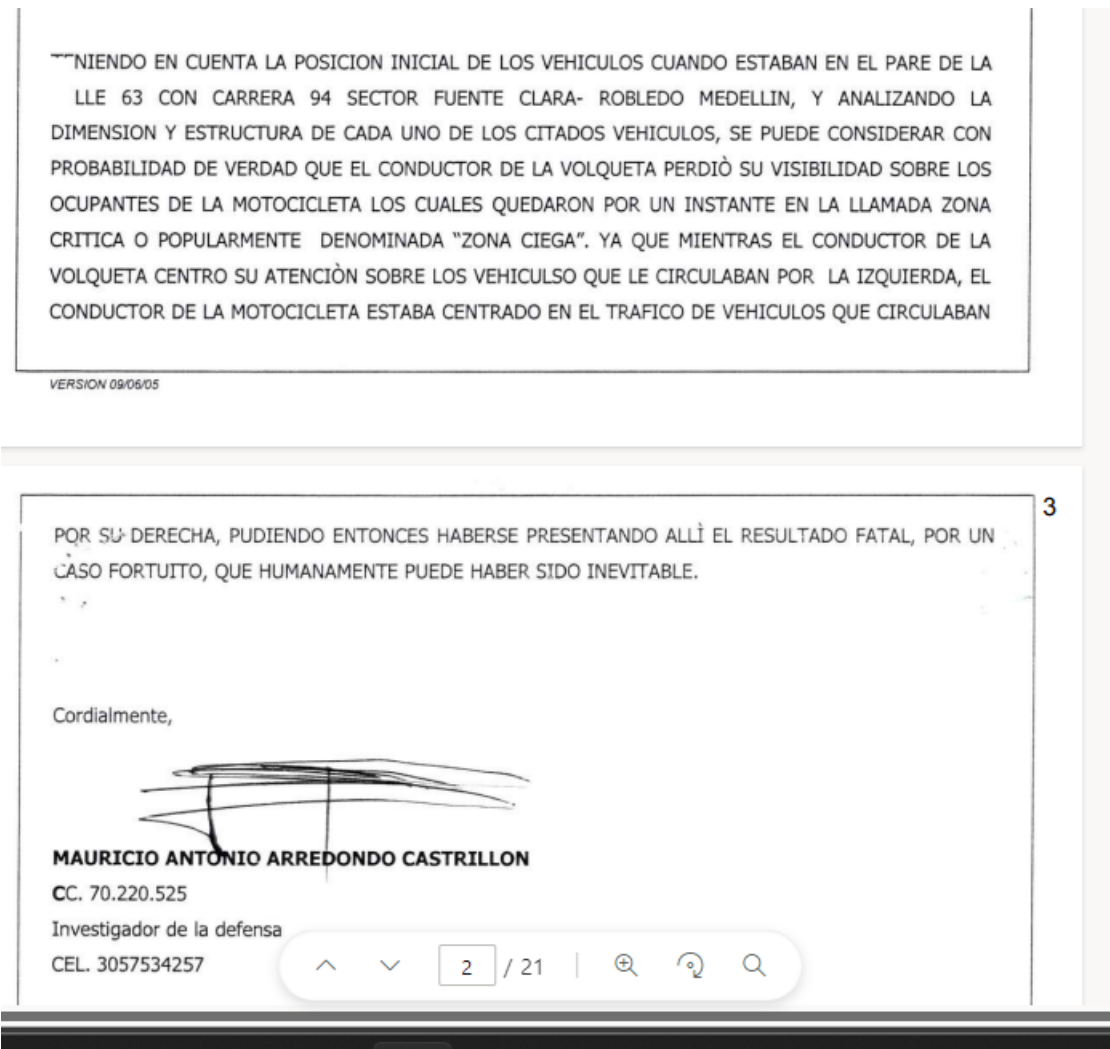 NIENDO EN CUENTA LA POSICION INICIAL DE LOS VEHICULOS CUANDO ESTABAN EN EL PARE DE LA
LLE 63 CON CARRERA 94 SECTOR FUENTE CLARA- ROBLEDO MEDELLIN, Y ANALIZANDO LA
DIMENSION Y ESTRUCTURA DE CADA UNO DE LOS CITADOS VEHICULOS, SE PUEDE CONSIDERAR CON
PROBABILIDAD DE VERDAD QUE EL CONDUCTOR DE LA VOLQUETA PERDIÒ SU VISIBILIDAD SOBRE LOS
OCUPANTES DE LA MOTOCICLETA LOS CUALES QUEDARON POR UN INSTANTE EN LA LLAMADA ZONA
CRITICA O POPULARMENTE DENOMINADA “ZONA CIEGA”. YA QUE MIENTRAS EL CONDUCTOR DE LA
VOLQUETA CENTRO SU ATENCIÒN SOBRE LOS VEHICULSO QUE LE CIRCULABAN POR LA IZQUIERDA, EL
CONDUCTOR DE LA MOTOCICLETA ESTABA CENTRADO EN EL TRAFICO DE VEHICULOS QUE CIRCULABAN
VERSION 09/06/05
3
POR SU DERECHA, PUDIENDO ENTONCES HABERSE PRESENTANDO ALLÌ EL RESULTADO FATAL, POR UN
CASO FORTUITO, QUE HUMANAMENTE PUEDE HABER SIDO INEVITABLE.
Cordialmente,
MAURICIO ANTONIO ARREDONDO CASTRILLON
CC. 70.220.525
Investigador de la defensa
CEL. 3057534257
2 / 21